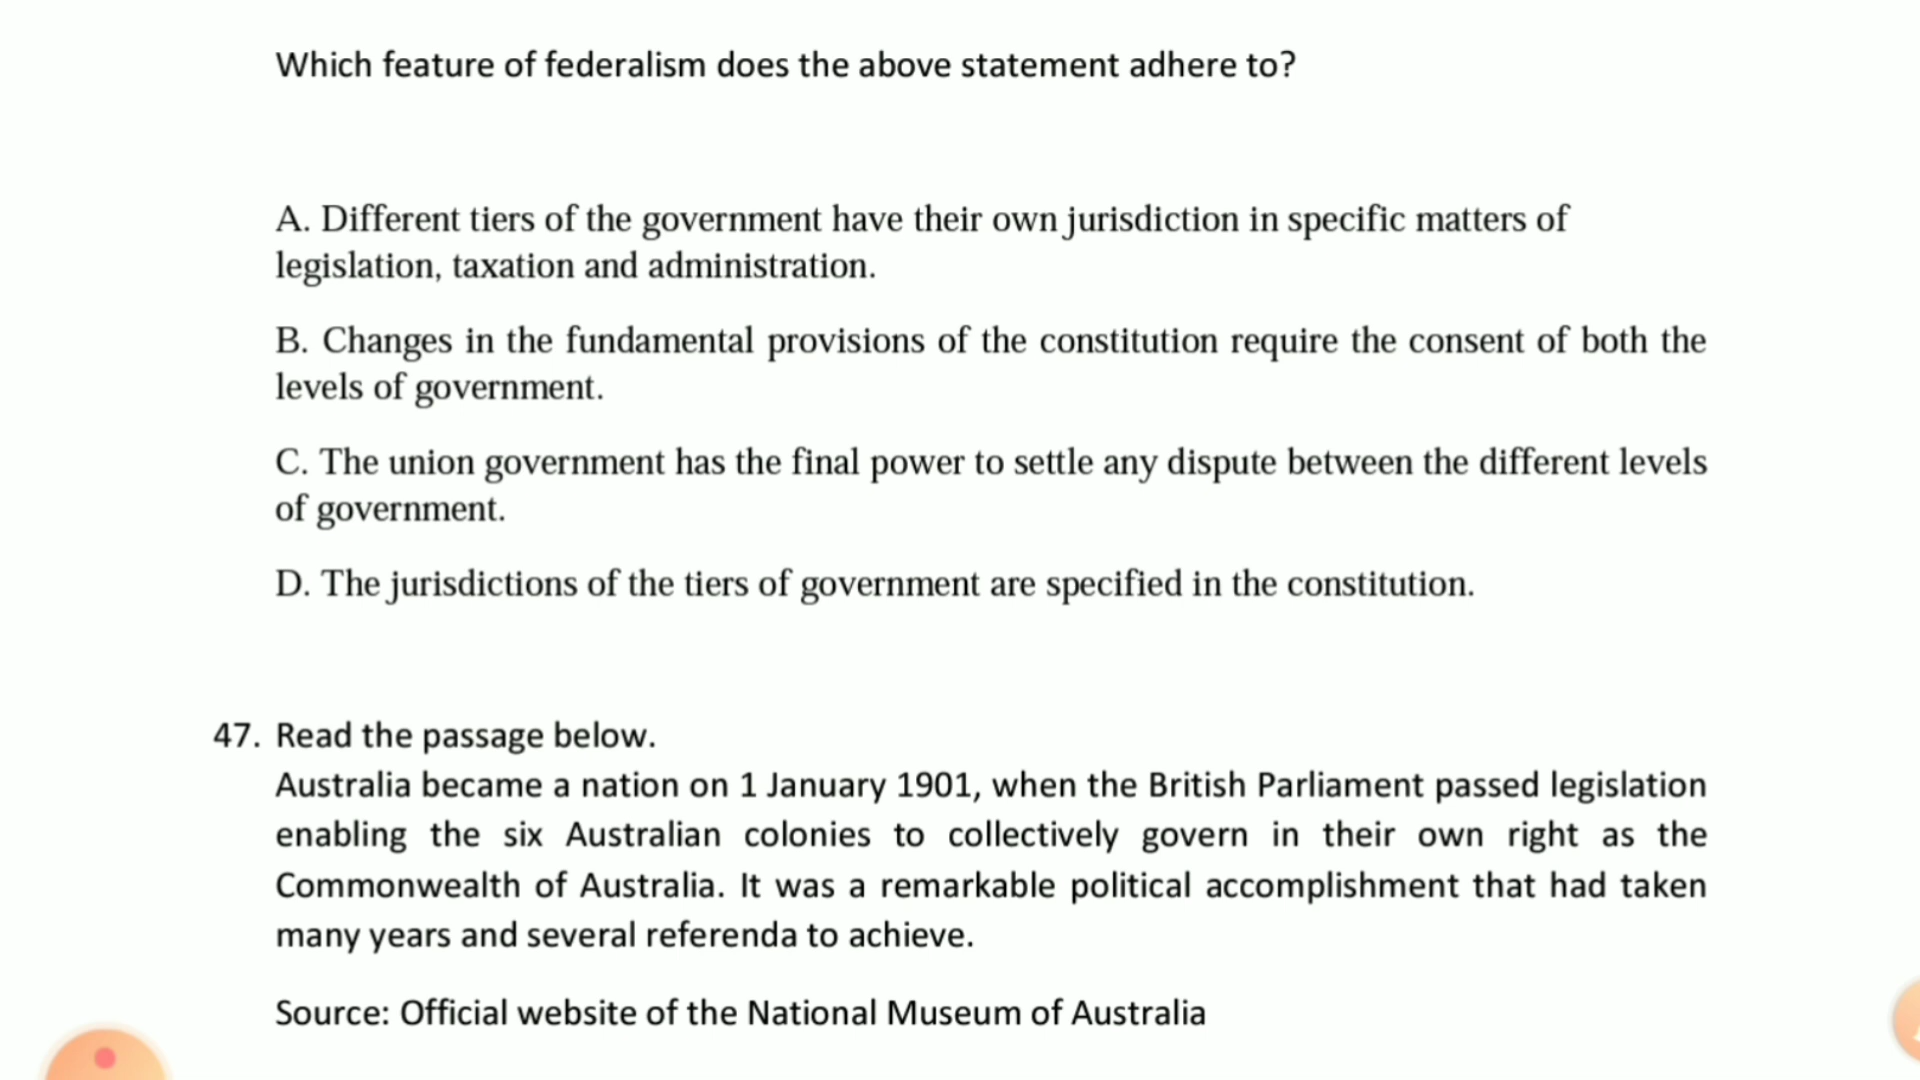 Which feature of federalism does the above statement adhere to?
A. Different tiers of the government have their own jurisdiction in specific matters of
legislation, taxation and administration.
B. Changes in the fundamental provisions of the constitution require the consent of both the
levels of government.
C. The union government has the final power to settle any dispute between the different levels
of government.
D. The jurisdictions of the tiers of government are specified in the constitution.
47. Read the passage below.
Australia became a nation on 1 January 1901, when the British Parliament passed legislation
enabling the six Australian colonies to collectively govern in their own right as the
Commonwealth of Australia. It was a remarkable political accomplishment that had taken
many years and several referenda to achieve.
Source: Official website of the National Museum of Australia